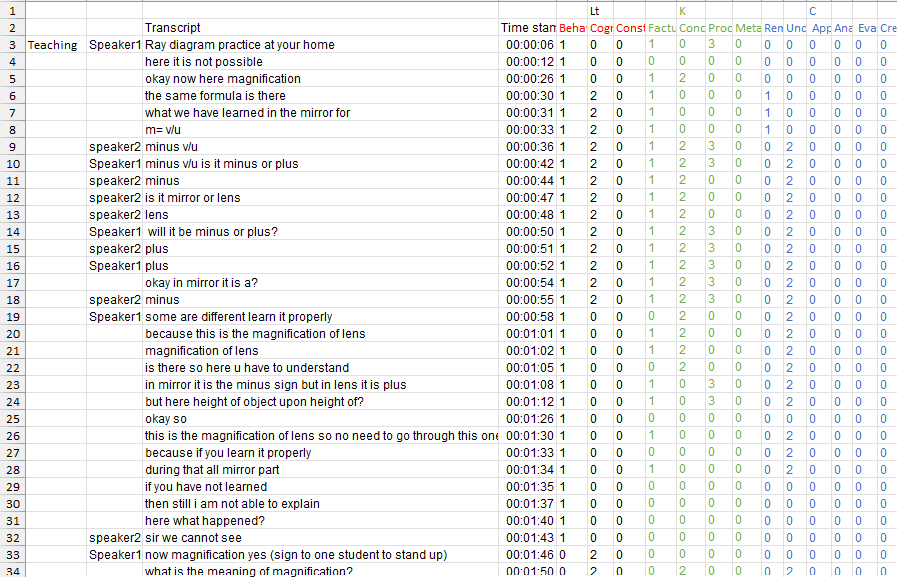 1 Lt K C
2 Transcript Time stam Beha Cogr Const Factu Conc Proc Meta Ren Unc App Ana Eva Cre
3 Teaching Speaker1 Ray diagram practice at your home 00:00:06 1 0 0 1 0 3 0 0 0 0 0 0 0
4 here it is not possible 00:00:12 1 0 0 0 0 0 0 0 0 0 0 0 0
5 okay now here magnification 00:00:26 1 0 0 1 2 0 0 0 0 0 0 0 0
6 the same formula is there 00:00:30 1 2 0 1 0 0 0 1 0 0 0 0 0
7 what we have learned in the mirror for 00:00:31 1 2 0 1 0 0 0 1 0 0 0 0 0
8 m= v/u 00:00:33 1 2 0 1 0 0 0 1 0 0 0 0 0
9 speaker2 minus v/u 00:00:36 1 2 0 1 2 3 0 0 2 0 0 0 0
10 Speaker1 minus v/u is it minus or plus 00:00:42 1 2 0 1 2 3 0 0 2 0 0 0 0
11 speaker2 minus 00:00:44 1 2 0 1 2 0 0 0 2 0 0 0 0
12 speaker2 is it mirror or lens 00:00:47 1 2 0 1 2 0 0 0 2 0 0 0 0
13 speaker2 lens 00:00:48 1 2 0 1 2 0 0 0 2 0 0 0 0
14 Speaker1 will it be minus or plus? 00:00:50 1 2 0 1 2 3 0 0 2 0 0 0 0
15 speaker2 plus 00:00:51 1 2 0 1 2 3 0 0 2 0 0 0 0
16 Speaker1 plus 00:00:52 1 2 0 1 2 3 0 0 2 0 0 0 0
17 okay in mirror it is a? 00:00:54 1 2 0 1 2 3 0 0 2 0 0 0 0
18 speaker2 minus 00:00:55 1 2 0 1 2 3 0 0 2 0 0 0 0
19 Speaker1 some are different learn it properly 00:00:58 1 0 0 0 2 0 0 0 2 0 0 0 0
20 because this is the magnification of lens 00:01:01 1 0 0 1 2 0 0 0 2 0 0 0 0
21 magnification of lens 00:01:02 1 0 0 1 2 0 0 0 2 0 0 0 0
22 is there so here u have to understand 00:01:05 1 0 0 0 2 0 0 0 2 0 0 0 0
23 in mirror it is the minus sign but in lens it is plus 00:01:08 1 0 0 1 0 3 0 0 2 0 0 0 0
24 but here height of object upon height of? 00:01:12 1 0 0 1 0 3 0 0 2 0 0 0 0
25 okay so 00:01:26 1 0 0 0 0 0 0 0 0 0 0 0 0
26 this is the magnification of lens so no need to go through this one 00:01:30 1 0 0 1 0 0 0 0 2 0 0 0 0
27 because if you learn it properly 00:01:33 1 0 0 0 0 0 0 0 2 0 0 0 0
28 during that all mirror part 00:01:34 1 0 0 1 0 0 0 0 2 0 0 0 0
29 if you have not learned 00:01:35 1 0 0 0 0 0 0 0 0 0 0 0 0
30 then still i am not able to explain 00:01:37 1 0 0 0 0 0 0 0 0 0 0 0 0
31 here what happened? 00:01:40 1 0 0 0 0 0 0 0 0 0 0 0 0
32 speaker2 sir we cannot see 00:01:43 1 0 0 0 0 0 0 0 0 0 0 0 0
33 Speaker1 now magnification yes (sign to one student to stand up) 00:01:46 0 2 0 0 0 0 0 0 0 0 0 0 0
34 what is the meaning of magnification? 00:01:50 0 2 0 0 2 0 0 0 2 0 0 0 0